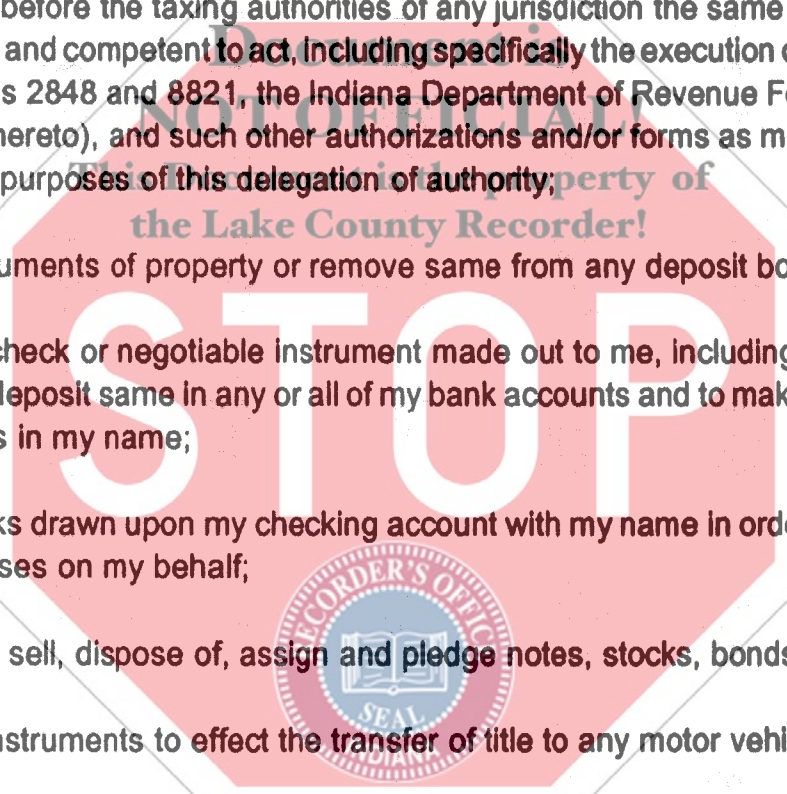 before the taxing authorities of any jurisdiction the same
and competent to act, including specifically the execution
s 2848 and 8821, the Indiana Department of Revenue
hereto), and such other authorizations and/or forms as
purposes of this delegation of authority;
Document is
NOT OFFICIAL!
This Document is the property of
the Lake County Recorder!
uments of property or remove same from any deposit
check or negotiable instrument made out to me, including
deposit same in any or all of my bank accounts and to mak
s in my name;
STOP
ks drawn upon my checking account with my name in ord
ses on my behalf;
sell, dispose of, assign and pledge notes, stocks, bonds
nstruments to effect the transfer of title to any motor vehi
RECORDER'S OFFIC
SEAL
INDIANA